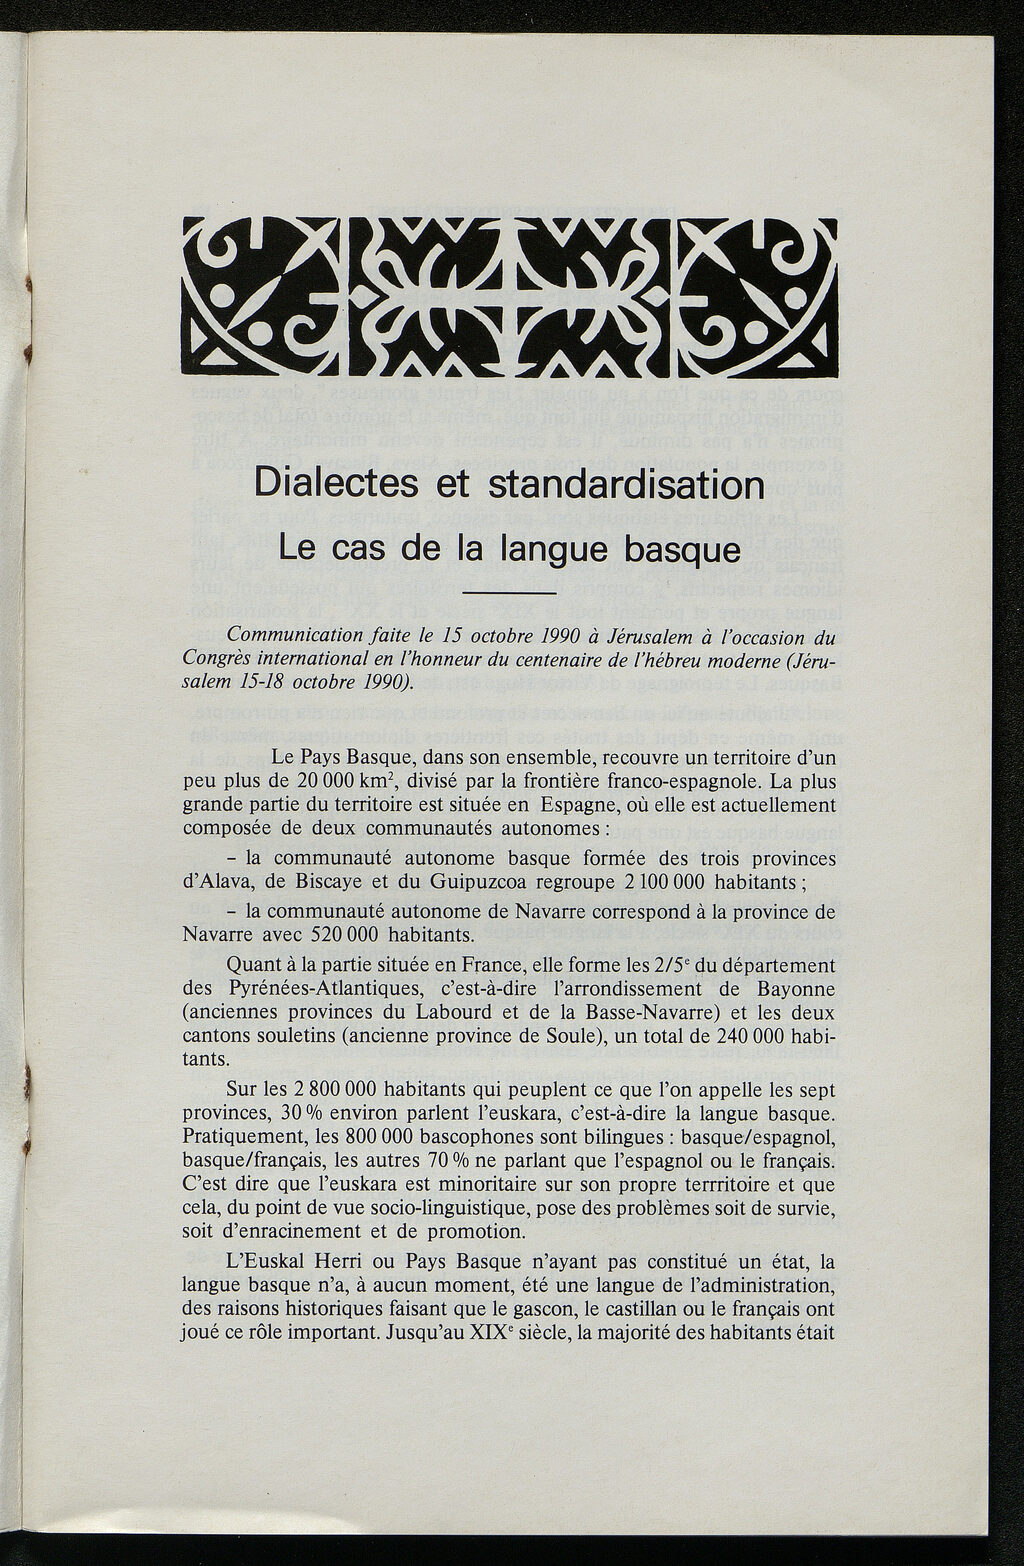 Dialectes et standardisation
Le cas de la langue basque
Communication faite le 15 octobre 1990 à Jérusalem à l'occasion du
Congrès international en l'honneur du centenaire de l'hébreu moderne (Jéru-
salem 15-18 octobre 1990).
Le Pays Basque, dans son ensemble, recouvre un territoire d'un
peu plus de 20 000 km², divisé par la frontière franco-espagnole. La plus
grande partie du territoire est située en Espagne, où elle est actuellement
composée de deux communautés autonomes :
– la communauté autonome basque formée des trois provinces
d'Alava, de Biscaye et du Guipuzcoa regroupe 2 100 000 habitants ;
– la communauté autonome de Navarre correspond à la province de
Navarre avec 520 000 habitants.
Quant à la partie située en France, elle forme les 2/5ᵉ du département
des Pyrénées-Atlantiques, c'est-à-dire l'arrondissement de Bayonne
(anciennes provinces du Labourd et de la Basse-Navarre) et les deux
cantons souletins (ancienne province de Soule), un total de 240 000 habi-
tants.
Sur les 2 800 000 habitants qui peuplent ce que l'on appelle les sept
provinces, 30 % environ parlent l'euskara, c'est-à-dire la langue basque.
Pratiquement, les 800 000 bascophones sont bilingues : basque/espagnol,
basque/français, les autres 70 % ne parlant que l'espagnol ou le français.
C'est dire que l'euskara est minoritaire sur son propre terrritoire et que
cela, du point de vue socio-linguistique, pose des problèmes soit de survie,
soit d'enracinement et de promotion.
L'Euskal Herri ou Pays Basque n'ayant pas constitué un état, la
langue basque n'a, à aucun moment, été une langue de l'administration,
des raisons historiques faisant que le gascon, le castillan ou le français ont
joué ce rôle important. Jusqu'au XIXᵉ siècle, la majorité des habitants était